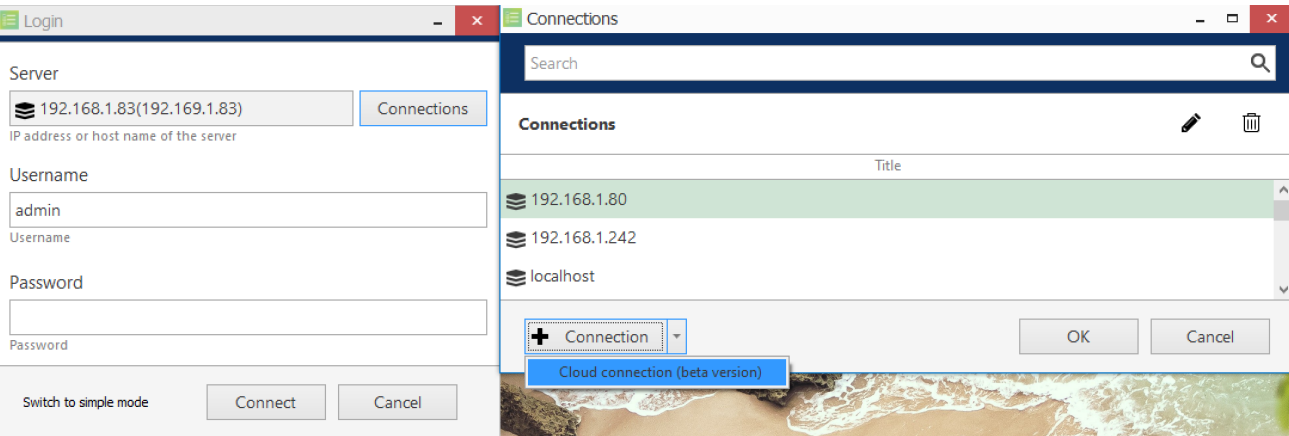 Login
Server
192.168.1.83(192.169.1.83)
Connections
IP address or host name of the server
Username
admin
Username
Password
Password
Switch to simple mode
Connect
Cancel
Connections
Search
Connections
Title
192.168.1.80
192.168.1.242
localhost
Connection
OK
Cancel
Cloud connection (beta version)